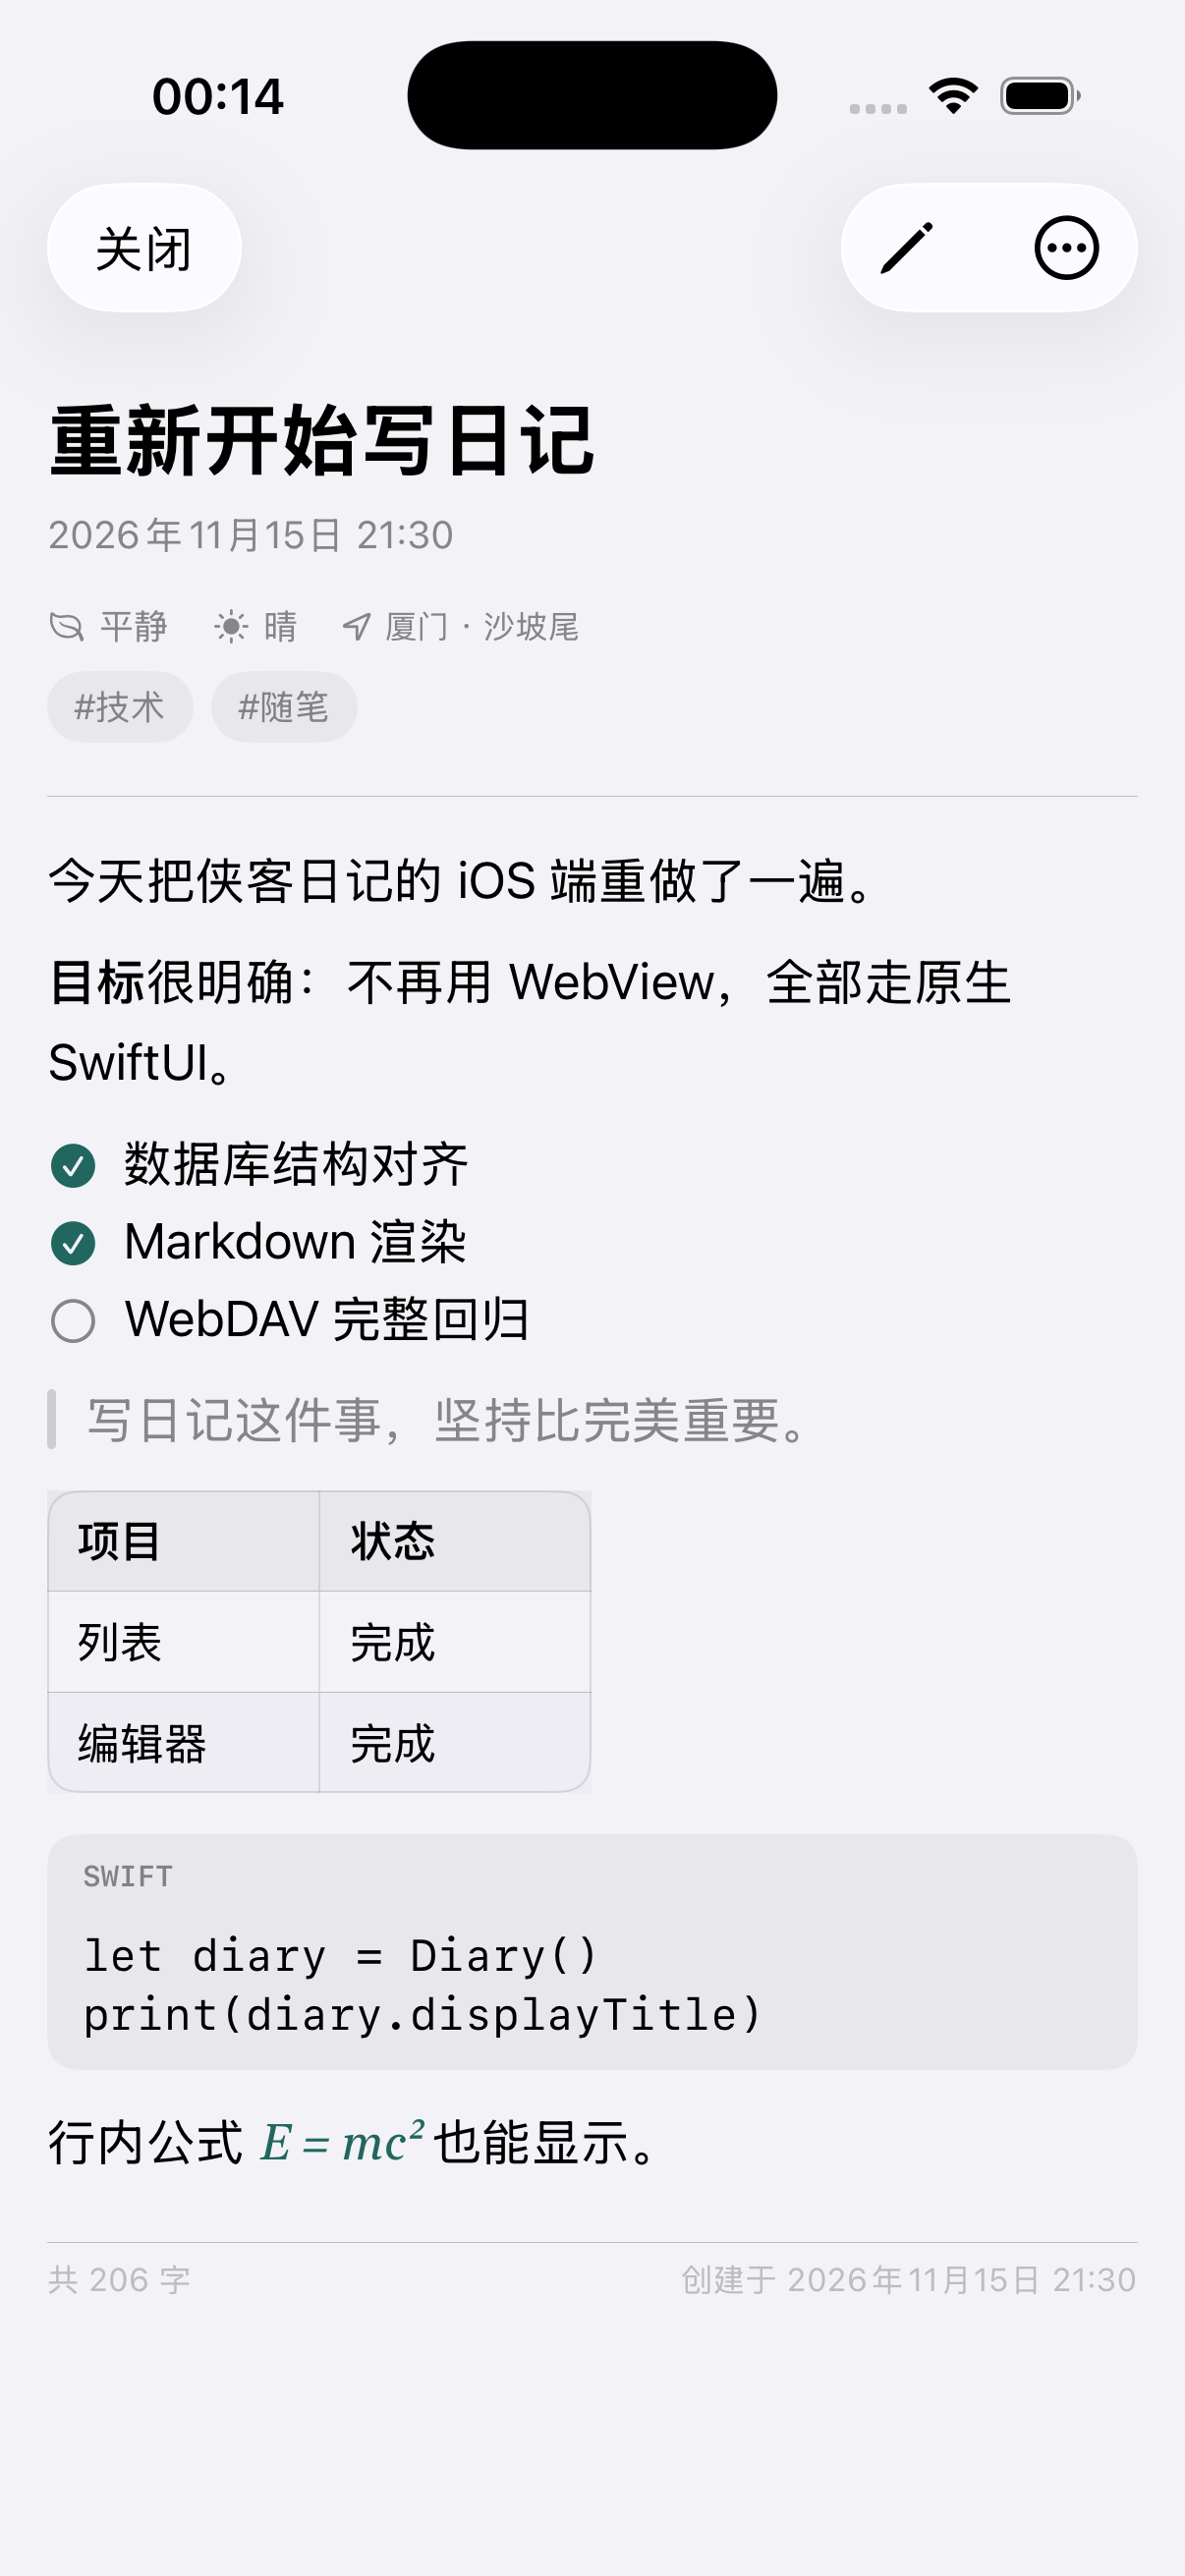 00:14
关闭
重新开始写日记
2026年11月15日 21:30
平静 晴 厦门 · 沙坡尾
#技术 #随笔
今天把侠客日记的 iOS 端重做了一遍。
目标很明确：不再用 WebView，全部走原生
SwiftUI。
数据库结构对齐
Markdown 渲染
WebDAV 完整回归
写日记这件事，坚持比完美重要。
项目 状态
列表 完成
编辑器 完成
SWIFT
let diary = Diary()
print(diary.displayTitle)
行内公式 E = mc² 也能显示。
共 206 字 创建于 2026年11月15日 21:30